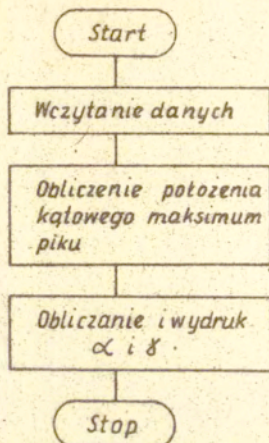 Start
Wczytanie danych
Obliczenie położenia
kątowego maksimum
piku
Obliczanie i wydruk
α i γ
Stop